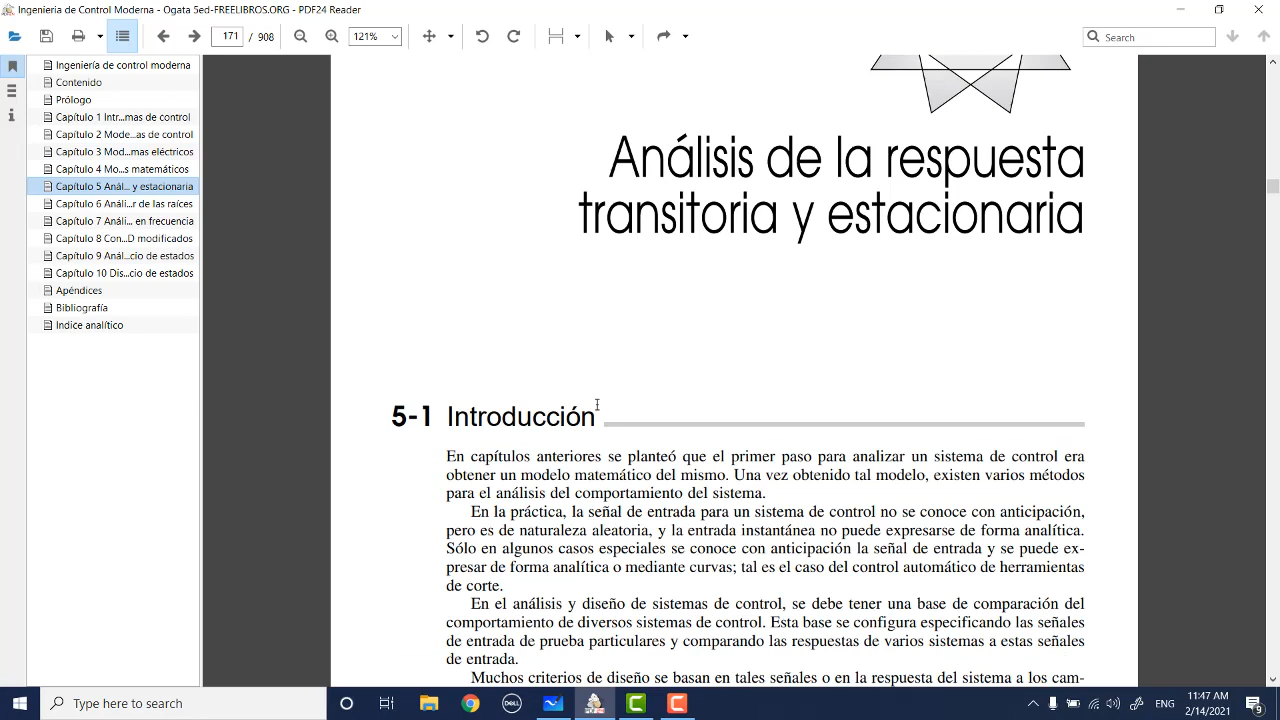 Ingeniería de Control Moderna - Ogata 5ed-FREELIBROS.ORG - PDF24 Reader
171 / 908
121%
Search
Ingeniería de control moderna
Contenido
Prólogo
Capítulo 1 Intr...mas de control
Capítulo 2 Mode...as de control
Capítulo 3 Mod...mas eléctricos
Capítulo 4 Mo...s matemáticos
Capítulo 5 Anál... y estacionaria
Capítulo 6 Análi...r de las raíces
Capítulo 7 Análi... en frecuencia
Capítulo 8 Con...D modificados
Capítulo 9 Aná...cio de estados
Capítulo 10 Dis...cio de estados
Apéndices
Bibliografía
Indice analítico
Análisis de la respuesta
transitoria y estacionaria
5-1 Introducción
En capítulos anteriores se planteó que el primer paso para analizar un sistema de control era
obtener un modelo matemático del mismo. Una vez obtenido tal modelo, existen varios métodos
para el análisis del comportamiento del sistema.
En la práctica, la señal de entrada para un sistema de control no se conoce con anticipación,
pero es de naturaleza aleatoria, y la entrada instantánea no puede expresarse de forma analítica.
Sólo en algunos casos especiales se conoce con anticipación la señal de entrada y se puede ex-
presar de forma analítica o mediante curvas; tal es el caso del control automático de herramientas
de corte.
En el análisis y diseño de sistemas de control, se debe tener una base de comparación del
comportamiento de diversos sistemas de control. Esta base se configura especificando las señales
de entrada de prueba particulares y comparando las respuestas de varios sistemas a estas señales
de entrada.
Muchos criterios de diseño se basan en tales señales o en la respuesta del sistema a los cam-
Type here to search
DELL
ENG
11:47 AM
2/14/2021
9